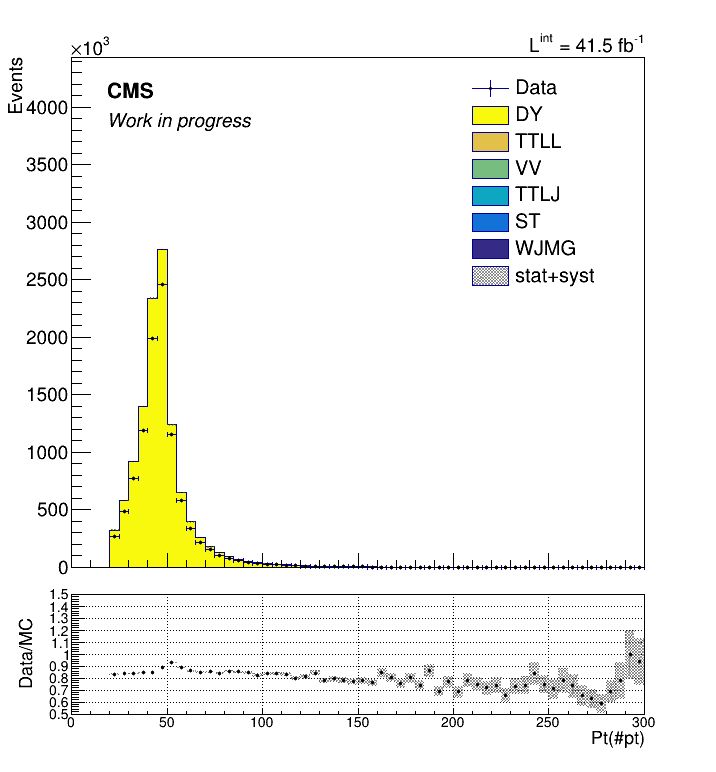 ×10³
L^int = 41.5 fb⁻¹
Events
CMS
Work in progress
Data
DY
TTLL
VV
TTLJ
ST
WJMG
stat+syst
4000
3500
3000
2500
2000
1500
1000
500
0
Data/MC
1.5
1.4
1.3
1.2
1.1
1
0.9
0.8
0.7
0.6
0.5
0 50 100 150 200 250 300
Pt(#pt)